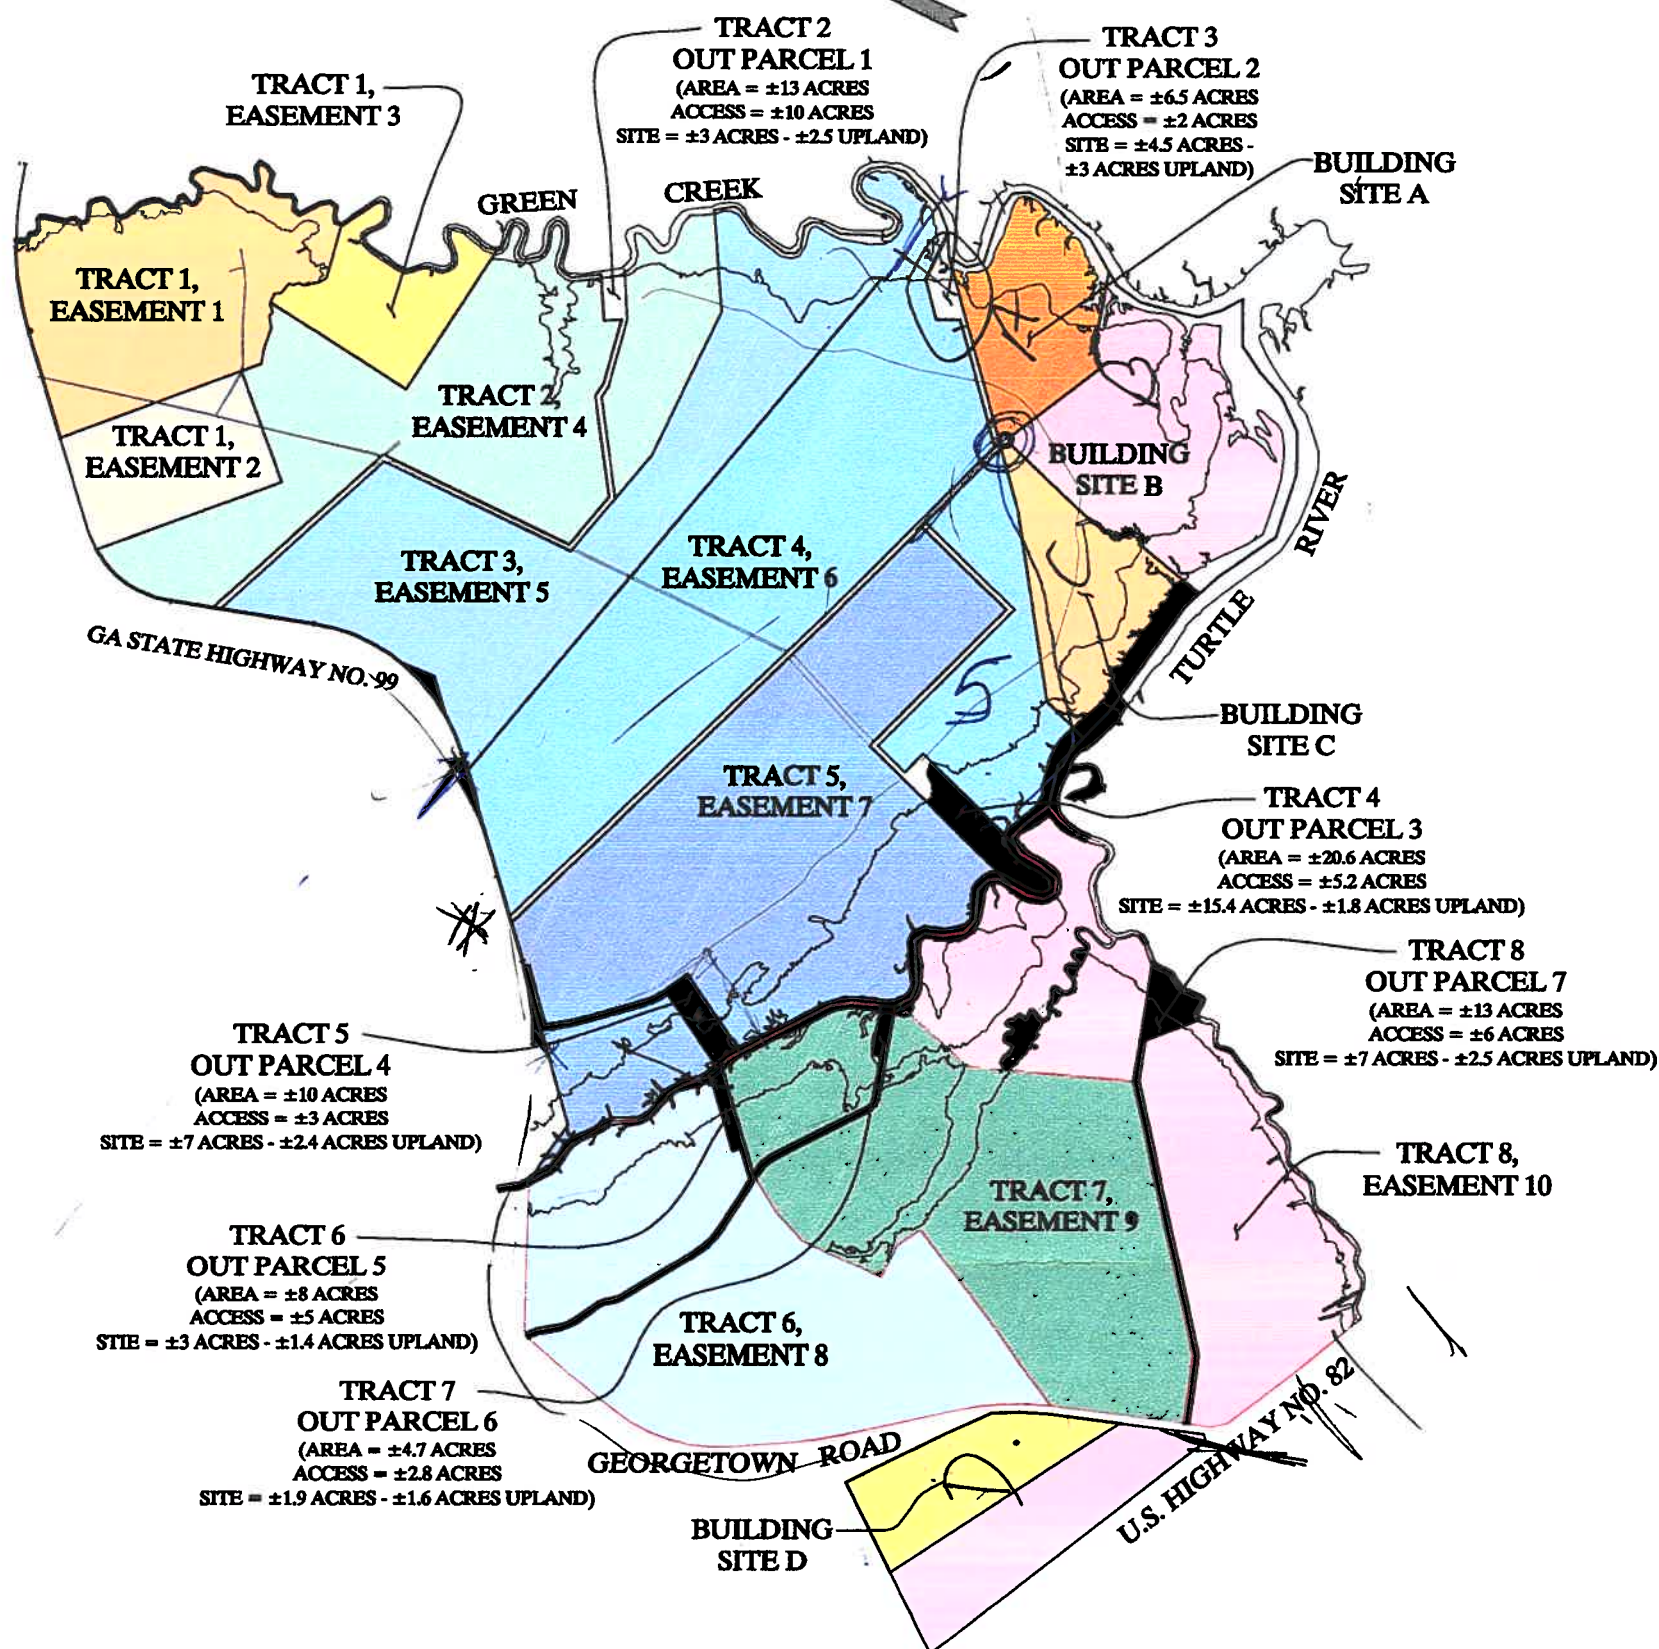 TRACT 2
OUT PARCEL 1
(AREA = ±13 ACRES
ACCESS = ±10 ACRES
SITE = ±3 ACRES - ±2.5 UPLAND)
TRACT 3
OUT PARCEL 2
(AREA = ±6.5 ACRES
ACCESS = ±2 ACRES
SITE = ±4.5 ACRES -
±3 ACRES UPLAND)
TRACT 1,
EASEMENT 3
BUILDING
SITE A
GREEN CREEK
TRACT 1,
EASEMENT 1
A
B
TRACT 2,
EASEMENT 4
TRACT 1,
EASEMENT 2
BUILDING
SITE B
TURTLE RIVER
TRACT 3,
EASEMENT 5
TRACT 4,
EASEMENT 6
C
GA STATE HIGHWAY NO. 99
5
BUILDING
SITE C
TRACT 5,
EASEMENT 7
TRACT 4
OUT PARCEL 3
(AREA = ±20.6 ACRES
ACCESS = ±5.2 ACRES
SITE = ±15.4 ACRES - ±1.8 ACRES UPLAND)
TRACT 8
OUT PARCEL 7
(AREA = ±13 ACRES
ACCESS = ±6 ACRES
SITE = ±7 ACRES - ±2.5 ACRES UPLAND)
TRACT 5
OUT PARCEL 4
(AREA = ±10 ACRES
ACCESS = ±3 ACRES
SITE = ±7 ACRES - ±2.4 ACRES UPLAND)
TRACT 8,
EASEMENT 10
TRACT 7,
EASEMENT 9
TRACT 6
OUT PARCEL 5
(AREA = ±8 ACRES
ACCESS = ±5 ACRES
STIE = ±3 ACRES - ±1.4 ACRES UPLAND)
TRACT 6,
EASEMENT 8
TRACT 7
OUT PARCEL 6
(AREA = ±4.7 ACRES
ACCESS = ±2.8 ACRES
SITE = ±1.9 ACRES - ±1.6 ACRES UPLAND)
GEORGETOWN ROAD
U.S. HIGHWAY NO. 82
D
BUILDING
SITE D